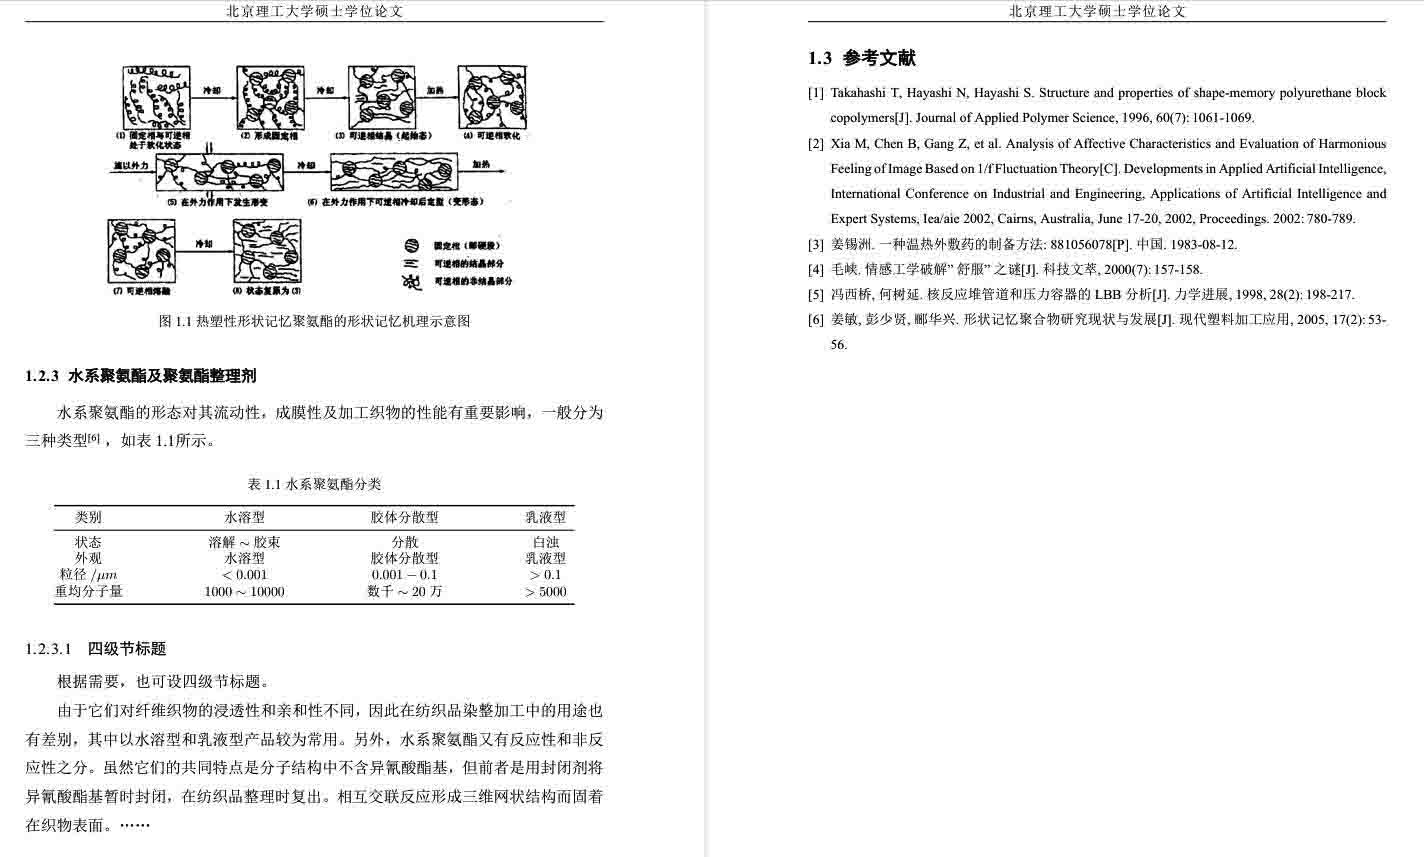 北京理工大学硕士学位论文
冷却
冷却
加热
(1) 固定相与可逆相
处于软化状态
(2) 形成固定相
(3) 可逆相结晶（起始态）
(4) 可逆相软化
施以外力
冷却
加热
(5) 在外力作用下发生形变
(6) 在外力作用下可逆相冷却后定型（变形态）
冷却
固定相（即硬段）
可逆相的结晶部分
可逆相的非结晶部分
(7) 可逆相熔融
(8) 状态复原为 (3)
图 1.1 热塑性形状记忆聚氨酯的形状记忆机理示意图
1.2.3 水系聚氨酯及聚氨酯整理剂
水系聚氨酯的形态对其流动性，成膜性及加工织物的性能有重要影响，一般分为
三种类型[6] ，如表 1.1所示。
表 1.1 水系聚氨酯分类
类别 水溶型 胶体分散型 乳液型
状态 溶解 ~ 胶束 分散 白浊
外观 水溶型 胶体分散型 乳液型
粒径 /μm < 0.001 0.001 − 0.1 > 0.1
重均分子量 1000 ~ 10000 数千 ~ 20 万 > 5000
1.2.3.1 四级节标题
根据需要，也可设四级节标题。
由于它们对纤维织物的浸透性和亲和性不同，因此在纺织品染整加工中的用途也
有差别，其中以水溶型和乳液型产品较为常用。另外，水系聚氨酯又有反应性和非反
应性之分。虽然它们的共同特点是分子结构中不含异氰酸酯基，但前者是用封闭剂将
异氰酸酯基暂时封闭，在纺织品整理时复出。相互交联反应形成三维网状结构而固着
在织物表面。……
北京理工大学硕士学位论文
1.3 参考文献
[1] Takahashi T, Hayashi N, Hayashi S. Structure and properties of shape-memory polyurethane block
copolymers[J]. Journal of Applied Polymer Science, 1996, 60(7): 1061-1069.
[2] Xia M, Chen B, Gang Z, et al. Analysis of Affective Characteristics and Evaluation of Harmonious
Feeling of Image Based on 1/f Fluctuation Theory[C]. Developments in Applied Artificial Intelligence,
International Conference on Industrial and Engineering, Applications of Artificial Intelligence and
Expert Systems, Iea/aie 2002, Cairns, Australia, June 17-20, 2002, Proceedings. 2002: 780-789.
[3] 姜锡洲. 一种温热外敷药的制备方法: 881056078[P]. 中国. 1983-08-12.
[4] 毛峡. 情感工学破解” 舒服” 之谜[J]. 科技文萃, 2000(7): 157-158.
[5] 冯西桥, 何树延. 核反应堆管道和压力容器的 LBB 分析[J]. 力学进展, 1998, 28(2): 198-217.
[6] 姜敏, 彭少贤, 郦华兴. 形状记忆聚合物研究现状与发展[J]. 现代塑料加工应用, 2005, 17(2): 53-
56.